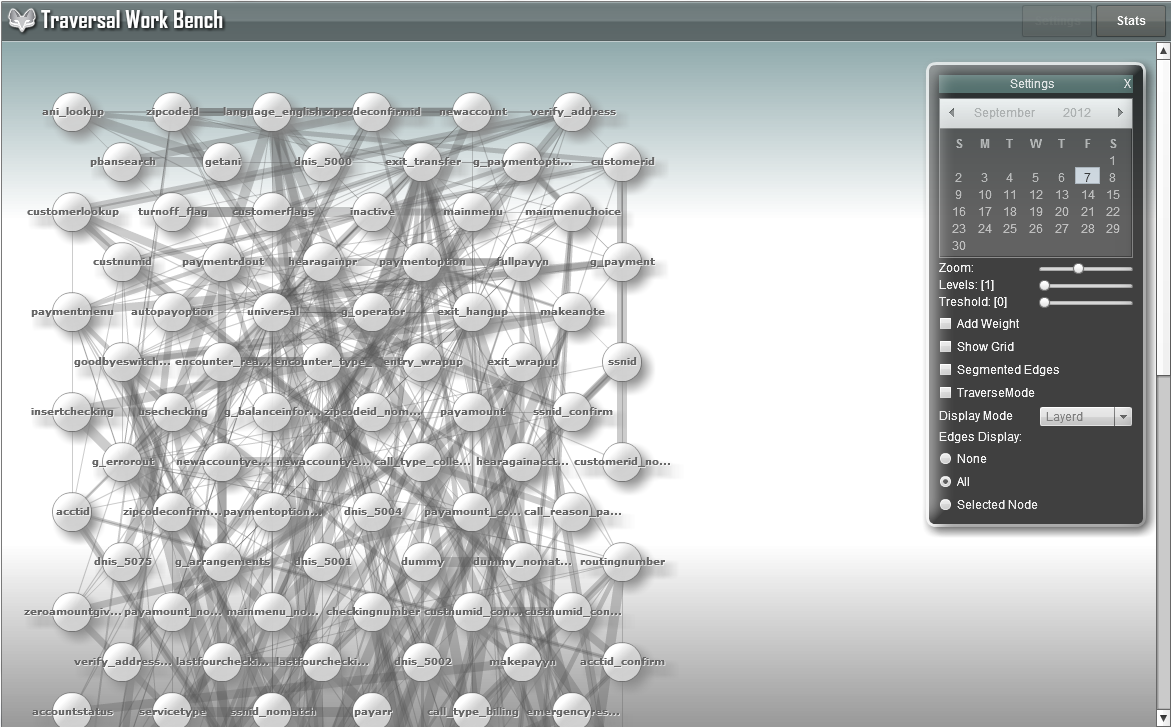 Traversal Work Bench
Settings
Stats
ani_lookup zipcodeid language_english zipcodeconfirmid newaccount verify_address
pbansearch getani dnis_5000 exit_transfer g_paymentopti... customerid
customerlookup turnoff_flag customerflags inactive mainmenu mainmenuchoice
custnumid paymentrdout hearagainpr paymentoption fullpayyn g_payment
paymentmenu autopayoption universal g_operator exit_hangup makeanote
goodbyeswitch... encounter_rea... encounter_type_ entry_wrapup exit_wrapup ssnid
insertchecking usechecking g_balanceinfor... zipcodeid_nom... payamount ssnid_confirm
g_errorout newaccountye... newaccountye... call_type_colle... hearagainacct... customerid_no...
acctid zipcodeconfirm... paymentoption... dnis_5004 payamount_co... call_reason_pa...
dnis_5075 g_arrangements dnis_5001 dummy dummy_nomat... routingnumber
zeroamountgiv... payamount_no... mainmenu_no... checkingnumber custnumid_con... custnumid_con...
verify_address... lastfourchecki... lastfourchecki... dnis_5002 makepayyn acctid_confirm
accountstatus servicetype ssnid_nomatch payarr call_type_biling emergencyres...
Settings X
September 2012
S M T W T F S
1
2 3 4 5 6 7 8
9 10 11 12 13 14 15
16 17 18 19 20 21 22
23 24 25 26 27 28 29
30
Zoom:
Levels: [1]
Treshold: [0]
Add Weight
Show Grid
Segmented Edges
TraverseMode
Display Mode Layerd
Edges Display:
None
All
Selected Node